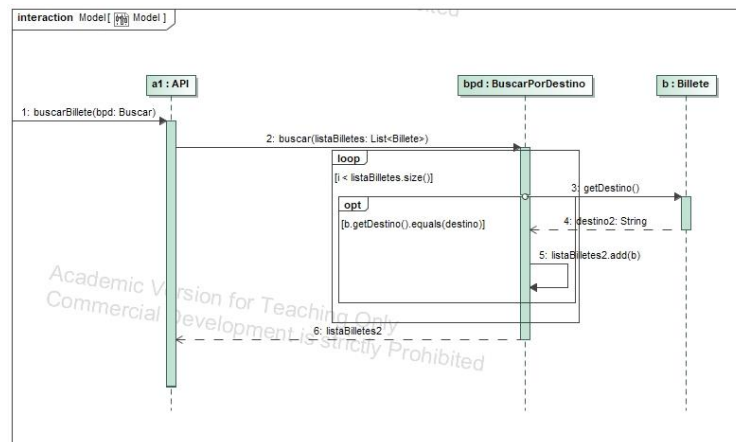 interaction Model[ Model ]
a1 : API
bpd : BuscarPorDestino
b : Billete
1: buscarBillete(bpd: Buscar)
2: buscar(listaBilletes: List<Billete>)
loop
[i < listaBilletes.size()]
3: getDestino()
opt
[b.getDestino().equals(destino)]
4: destino2: String
5: listaBilletes2.add(b)
6: listaBilletes2
Academic Version for Teaching Only
Commercial Development is strictly Prohibited